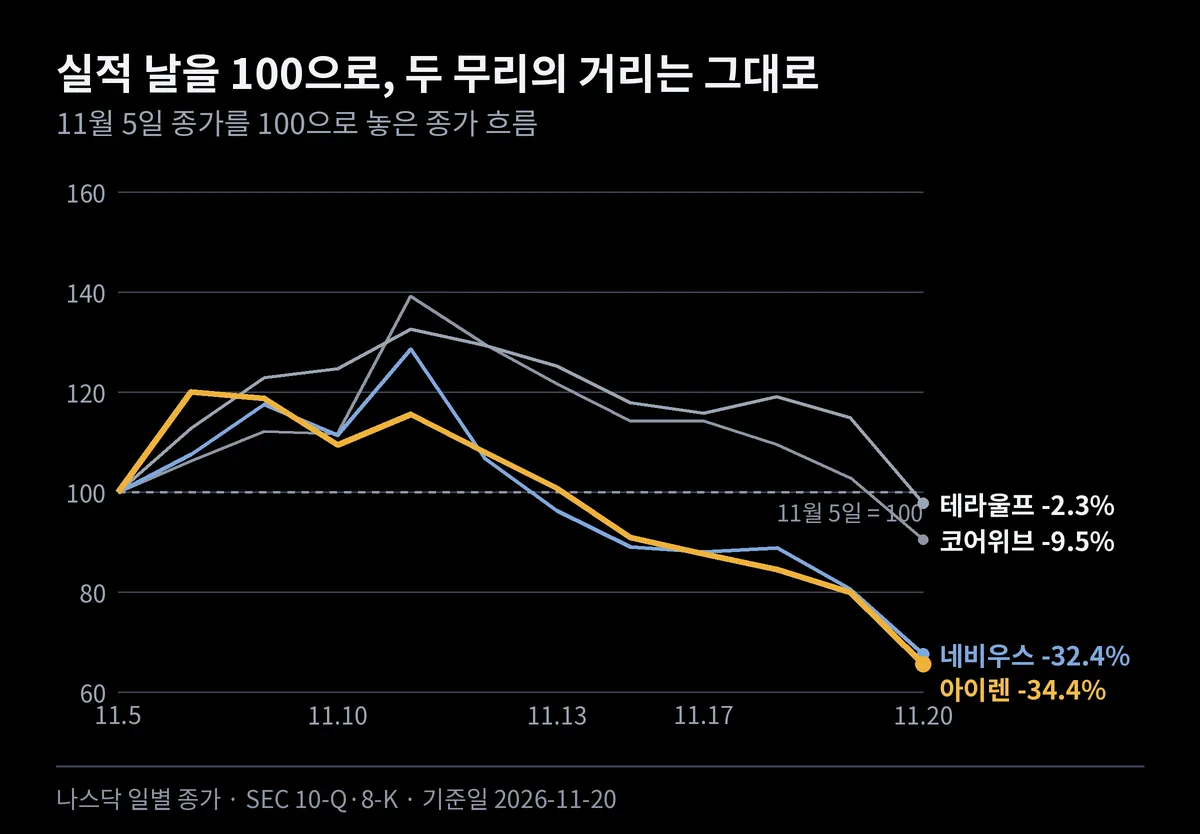 실적 날을 100으로, 두 무리의 거리는 그대로
11월 5일 종가를 100으로 놓은 종가 흐름
160
140
120
100
80
60
11월 5일 = 100
테라울프 -2.3%
코어위브 -9.5%
네비우스 -32.4%
아이렌 -34.4%
11.5
11.10
11.13
11.17
11.20
나스닥 일별 종가 · SEC 10-Q·8-K · 기준일 2026-11-20